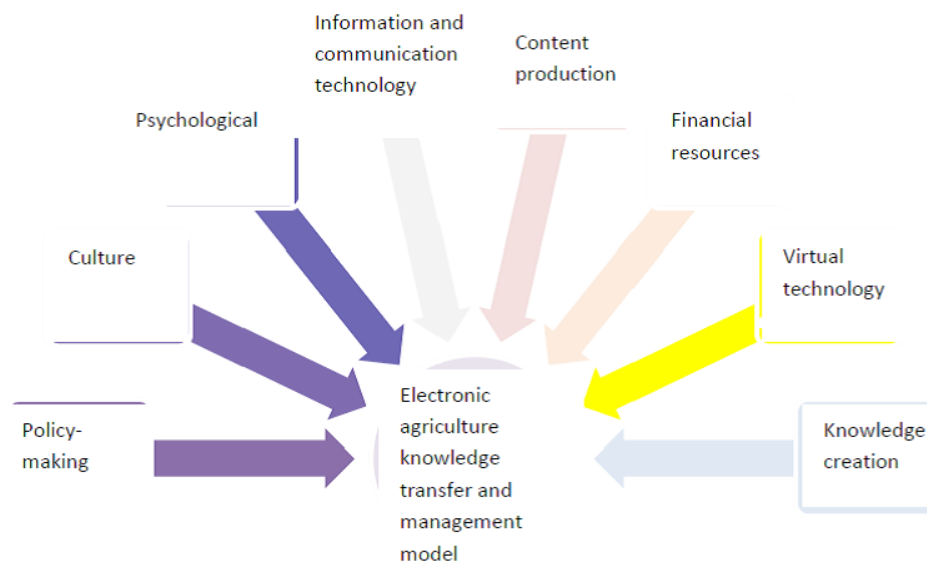 Information and
communication
technology
Content
production
Psychological
Financial
resources
Culture
Virtual
technology
Electronic
agriculture
knowledge
transfer and
management
model
Policy-
making
Knowledge
creation